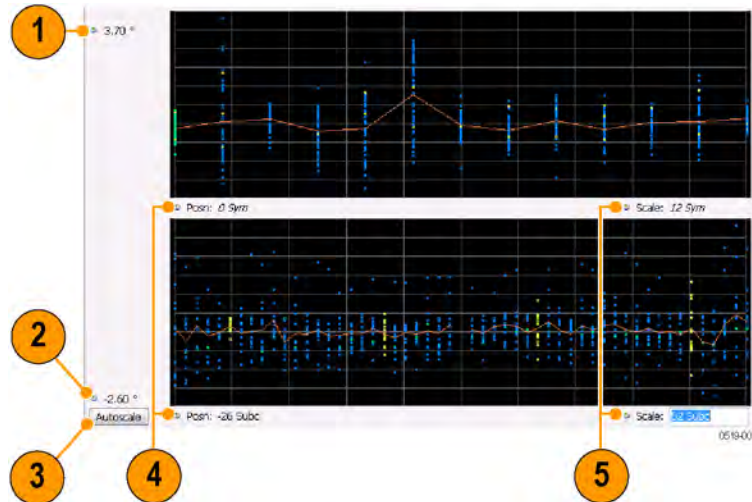 1
3.70 °
Posn: 0 Sym
Scale: 12 Sym
2
-2.60 °
Autoscale
Posn: -26 Subc
Scale: 52 Subc
0519-00
3
4
5